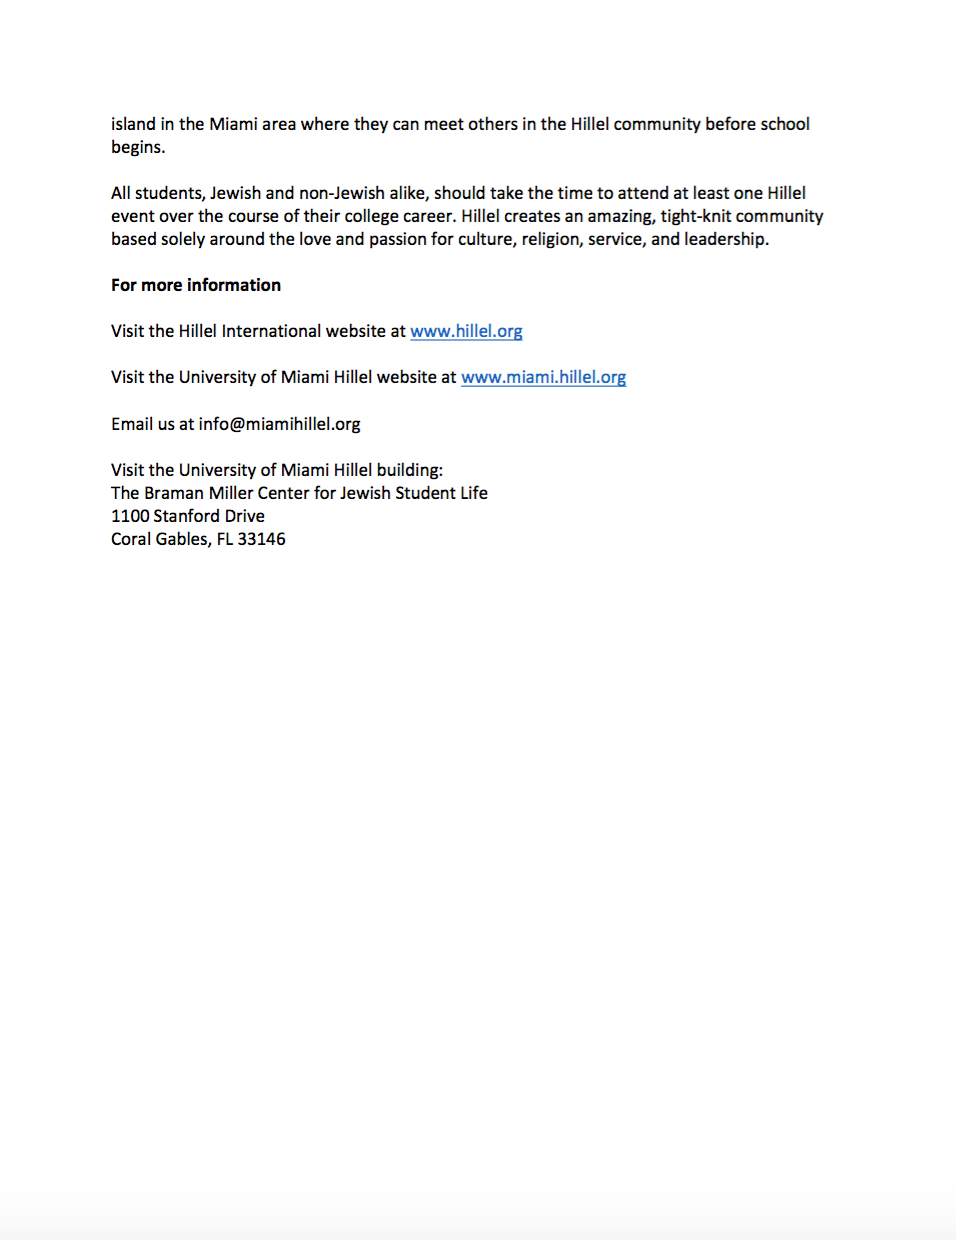 island in the Miami area where they can meet others in the Hillel community before school
begins.
All students, Jewish and non-Jewish alike, should take the time to attend at least one Hillel
event over the course of their college career. Hillel creates an amazing, tight-knit community
based solely around the love and passion for culture, religion, service, and leadership.
For more information
Visit the Hillel International website at www.hillel.org
Visit the University of Miami Hillel website at www.miami.hillel.org
Email us at info@miamihillel.org
Visit the University of Miami Hillel building:
The Braman Miller Center for Jewish Student Life
1100 Stanford Drive
Coral Gables, FL 33146